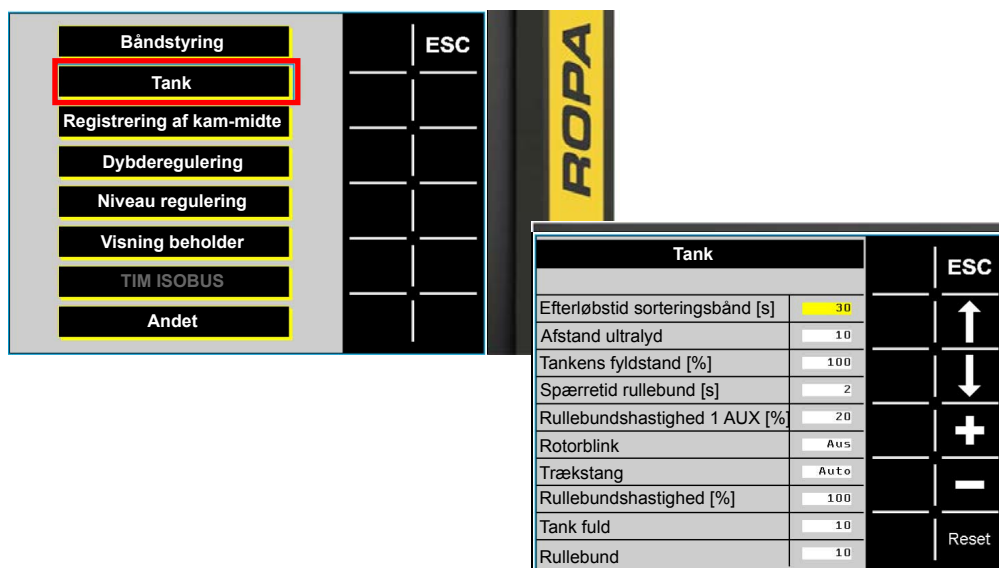 Båndstyring
Tank
Registrering af kam-midte
Dybderegulering
Niveau regulering
Visning beholder
TIM ISOBUS
Andet
ESC
ROPA
Tank
Efterløbstid sorteringsbånd [s] 30
Afstand ultralyd 10
Tankens fyldstand [%] 100
Spærretid rullebund [s] 2
Rullebundshastighed 1 AUX [%] 20
Rotorblink Aus
Trækstang Auto
Rullebundshastighed [%] 100
Tank fuld 10
Rullebund 10
ESC
Reset